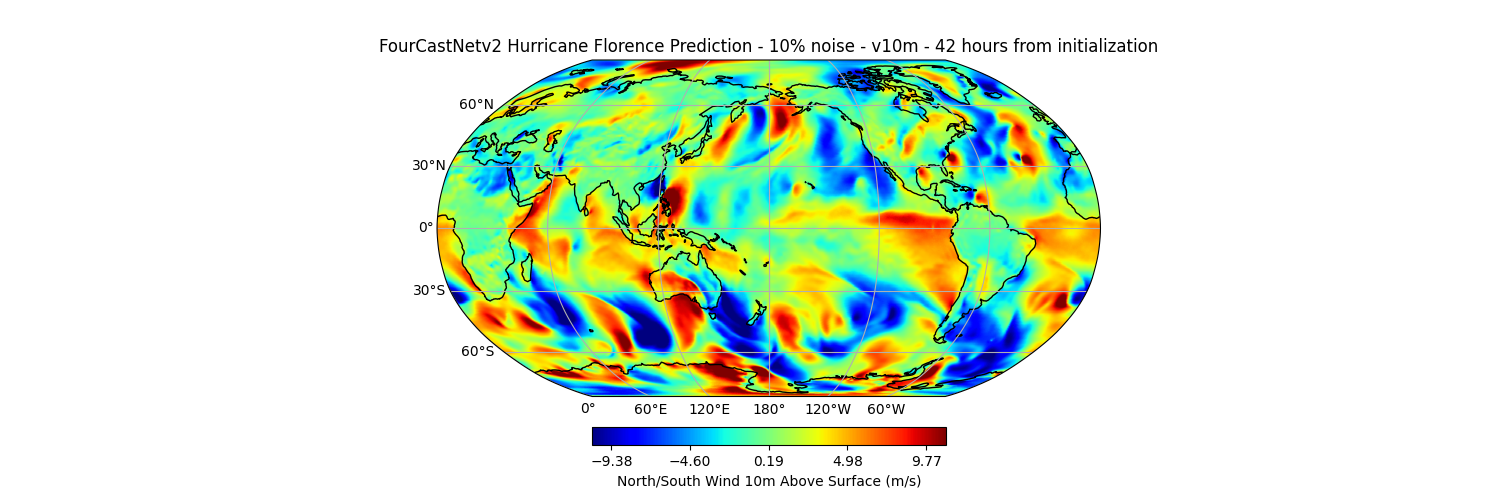 FourCastNetv2 Hurricane Florence Prediction - 10% noise - v10m - 42 hours from initialization
60°N
30°N
0°
30°S
60°S
0° 60°E 120°E 180° 120°W 60°W
−9.38 −4.60 0.19 4.98 9.77
North/South Wind 10m Above Surface (m/s)